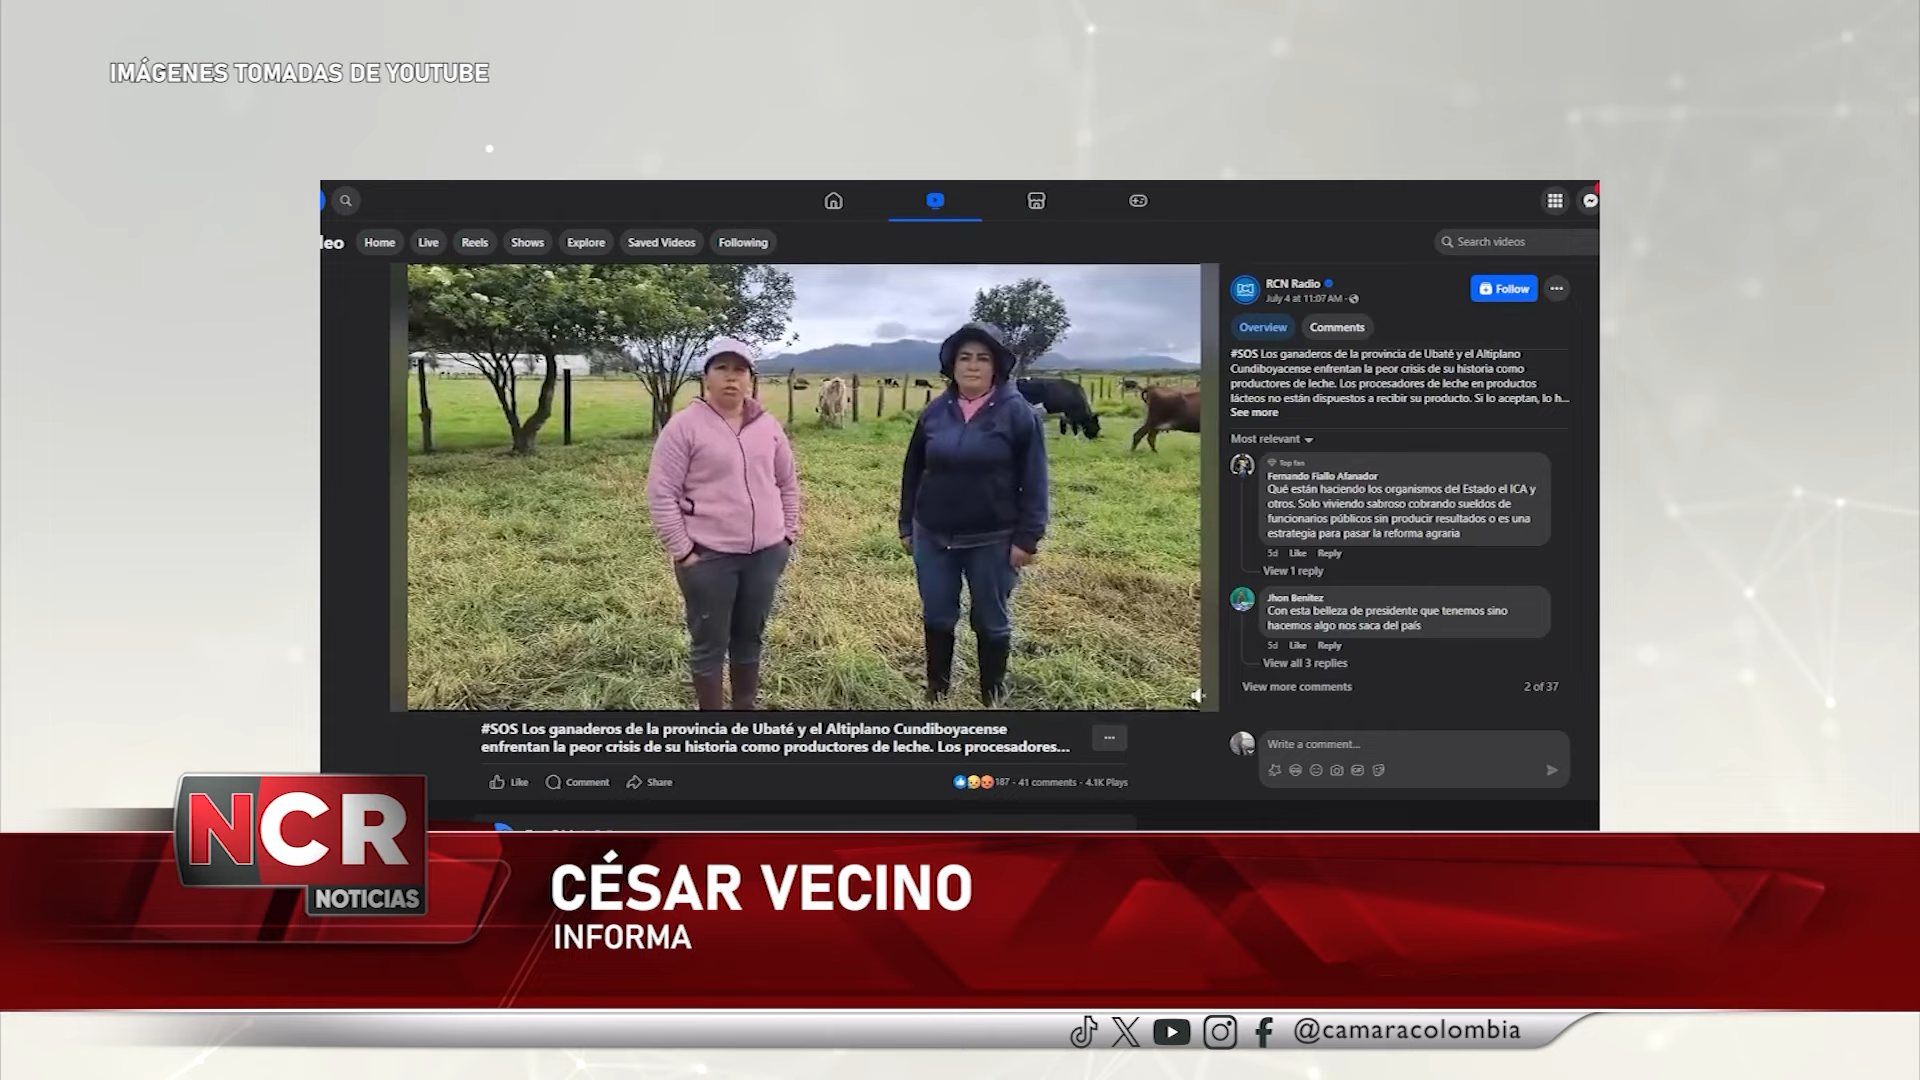 IMÁGENES TOMADAS DE YOUTUBE
leo
Home
Live
Reels
Shows
Explore
Saved Videos
Following
Search videos
RCN Radio
July 4 at 11:07 AM ·
Follow
Overview
Comments
#SOS Los ganaderos de la provincia de Ubaté y el Altiplano
Cundiboyacense enfrentan la peor crisis de su historia como
productores de leche. Los procesadores de leche en productos
lácteos no están dispuestos a recibir su producto. Si lo aceptan, lo h...
See more
Most relevant
Top fan
Fernando Fiallo Afanador
Qué están haciendo los organismos del Estado el ICA y
otros. Solo viviendo sabroso cobrando sueldos de
funcionarios públicos sin producir resultados o es una
estrategia para pasar la reforma agraria
5d Like Reply
View 1 reply
Jhon Benitez
Con esta belleza de presidente que tenemos sino
hacemos algo nos saca del país
5d Like Reply
View all 3 replies
View more comments
2 of 37
Write a comment...
#SOS Los ganaderos de la provincia de Ubaté y el Altiplano Cundiboyacense
enfrentan la peor crisis de su historia como productores de leche. Los procesadores...
Like
Comment
Share
187 · 41 comments · 4.1K Plays
NCR
NOTICIAS
CÉSAR VECINO
INFORMA
@camaracolombia